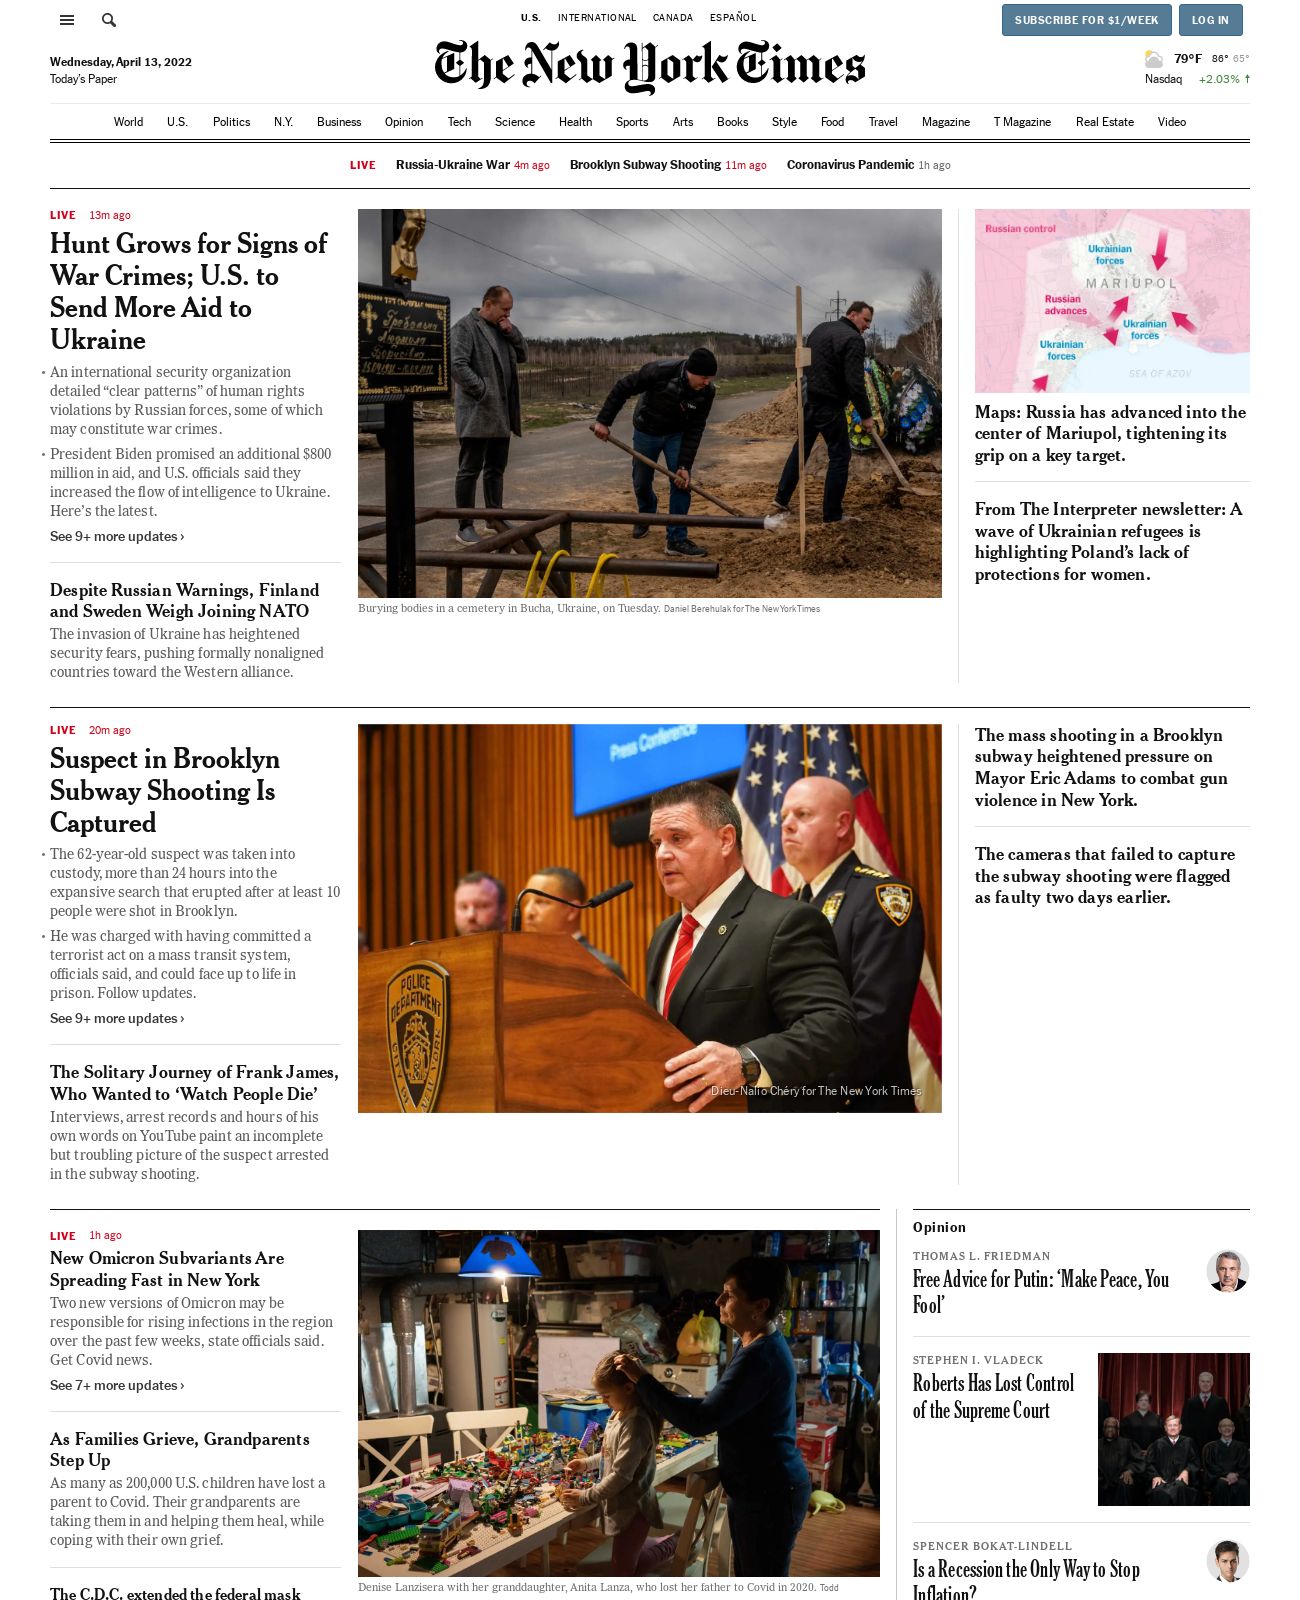 U.S. INTERNATIONAL CANADA ESPAÑOL
SUBSCRIBE FOR $1/WEEK
LOG IN
Wednesday, April 13, 2022
Today's Paper
The New York Times
79°F 86° 65°
Nasdaq +2.03%
World U.S. Politics N.Y. Business Opinion Tech Science Health Sports Arts Books Style Food Travel Magazine T Magazine Real Estate Video
LIVE Russia-Ukraine War 4m ago Brooklyn Subway Shooting 11m ago Coronavirus Pandemic 1h ago
LIVE 13m ago
Hunt Grows for Signs of
War Crimes; U.S. to
Send More Aid to
Ukraine
• An international security organization
detailed “clear patterns” of human rights
violations by Russian forces, some of which
may constitute war crimes.
• President Biden promised an additional $800
million in aid, and U.S. officials said they
increased the flow of intelligence to Ukraine.
Here’s the latest.
See 9+ more updates ›
Despite Russian Warnings, Finland
and Sweden Weigh Joining NATO
The invasion of Ukraine has heightened
security fears, pushing formally nonaligned
countries toward the Western alliance.
Burying bodies in a cemetery in Bucha, Ukraine, on Tuesday. Daniel Berehulak for The New York Times
Russian control
Ukrainian
forces
MARIUPOL
Russian
advances
Ukrainian
forces
Ukrainian
forces
SEA OF AZOV
Maps: Russia has advanced into the
center of Mariupol, tightening its
grip on a key target.
From The Interpreter newsletter: A
wave of Ukrainian refugees is
highlighting Poland’s lack of
protections for women.
LIVE 20m ago
Suspect in Brooklyn
Subway Shooting Is
Captured
• The 62-year-old suspect was taken into
custody, more than 24 hours into the
expansive search that erupted after at least 10
people were shot in Brooklyn.
• He was charged with having committed a
terrorist act on a mass transit system,
officials said, and could face up to life in
prison. Follow updates.
See 9+ more updates ›
The Solitary Journey of Frank James,
Who Wanted to ‘Watch People Die’
Interviews, arrest records and hours of his
own words on YouTube paint an incomplete
but troubling picture of the suspect arrested
in the subway shooting.
Press Conference
POLICE
DEPARTMENT
Dieu-Nalio Chéry for The New York Times
The mass shooting in a Brooklyn
subway heightened pressure on
Mayor Eric Adams to combat gun
violence in New York.
The cameras that failed to capture
the subway shooting were flagged
as faulty two days earlier.
LIVE 1h ago
New Omicron Subvariants Are
Spreading Fast in New York
Two new versions of Omicron may be
responsible for rising infections in the region
over the past few weeks, state officials said.
Get Covid news.
See 7+ more updates ›
As Families Grieve, Grandparents
Step Up
As many as 200,000 U.S. children have lost a
parent to Covid. Their grandparents are
taking them in and helping them heal, while
coping with their own grief.
The C.D.C. extended the federal mask
Denise Lanzisera with her granddaughter, Anita Lanza, who lost her father to Covid in 2020. Todd
Opinion
THOMAS L. FRIEDMAN
Free Advice for Putin: ‘Make Peace, You
Fool’
STEPHEN I. VLADECK
Roberts Has Lost Control
of the Supreme Court
SPENCER BOKAT-LINDELL
Is a Recession the Only Way to Stop
Inflation?